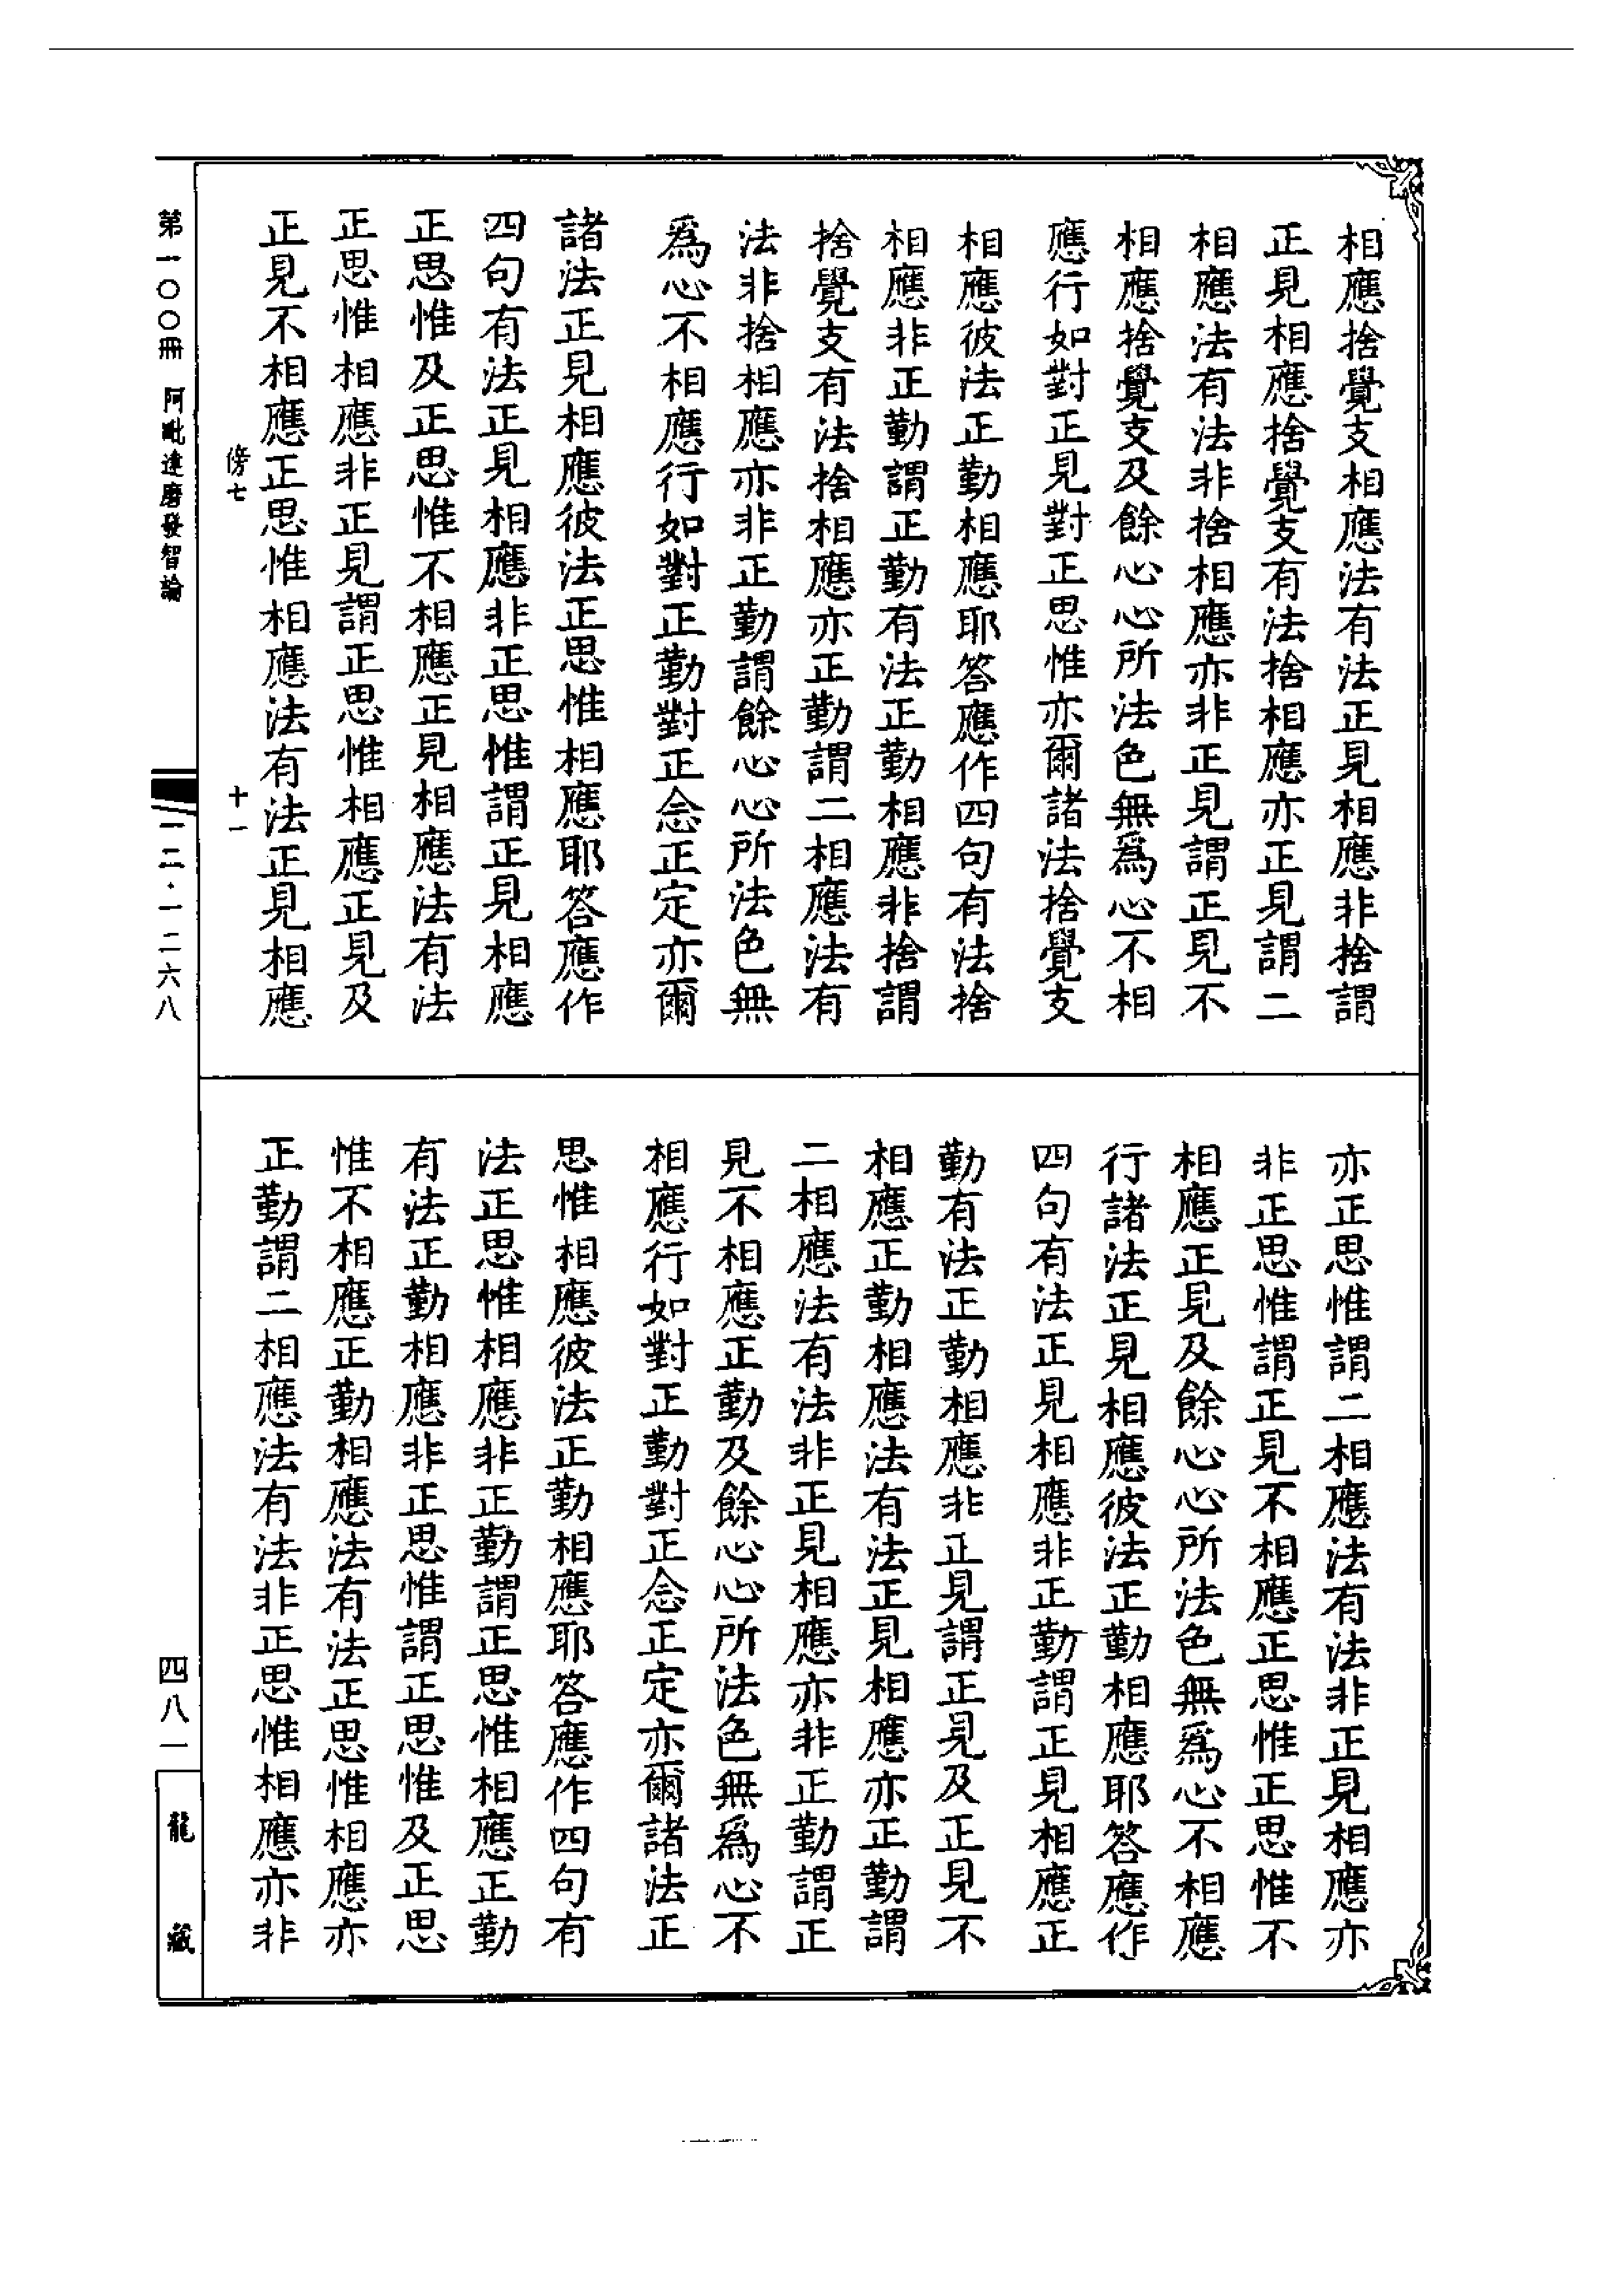 相應捨覺支相應法有法正見相應非捨謂
正見相應捨覺支有法捨相應亦正見謂二
相應法有法非捨相應亦非正見謂正見不
相應捨覺支及餘心心所法色無爲心不相
應行如對正見對正思惟亦爾諸法捨覺支
相應彼法正勤相應耶答應作四句有法捨
相應非正勤謂正勤有法正勤相應非捨謂
捨覺支有法捨相應亦正勤謂二相應法有
法非捨相應亦非正勤謂餘心心所法色無
爲心不相應行如對正勤對正念正定亦爾
諸法正見相應彼法正思惟相應耶答應作
四句有法正見相應非正思惟謂正見相應
正思惟及正思惟不相應正見相應法有法
正思惟相應非正見謂正思惟相應正見及
正見不相應正思惟相應法有法正見相應
亦正思惟謂二相應法有法非正見相應亦
非正思惟謂正見不相應正思惟正思惟不
相應正見及餘心心所法色無爲心不相應
行諸法正見相應彼法正勤相應耶答應作
四句有法正見相應非正勤謂正見相應正
勤有法正勤相應非正見謂正見及正見不
相應正勤相應法有法正見相應亦正勤謂
二相應法有法非正見相應亦非正勤謂正
見不相應正勤及餘心心所法色無爲心不
相應行如對正勤對正念正定亦爾諸法正
思惟相應彼法正勤相應耶答應作四句有
法正思惟相應非正勤謂正思惟相應正勤
有法正勤相應非正思惟謂正思惟及正思
惟不相應正勤相應法有法正思惟相應亦
正勤謂二相應法有法非正思惟相應亦非
傍七
十一
第一〇〇冊 阿毗達磨發智論
一二·一二六八
四八一
龍藏